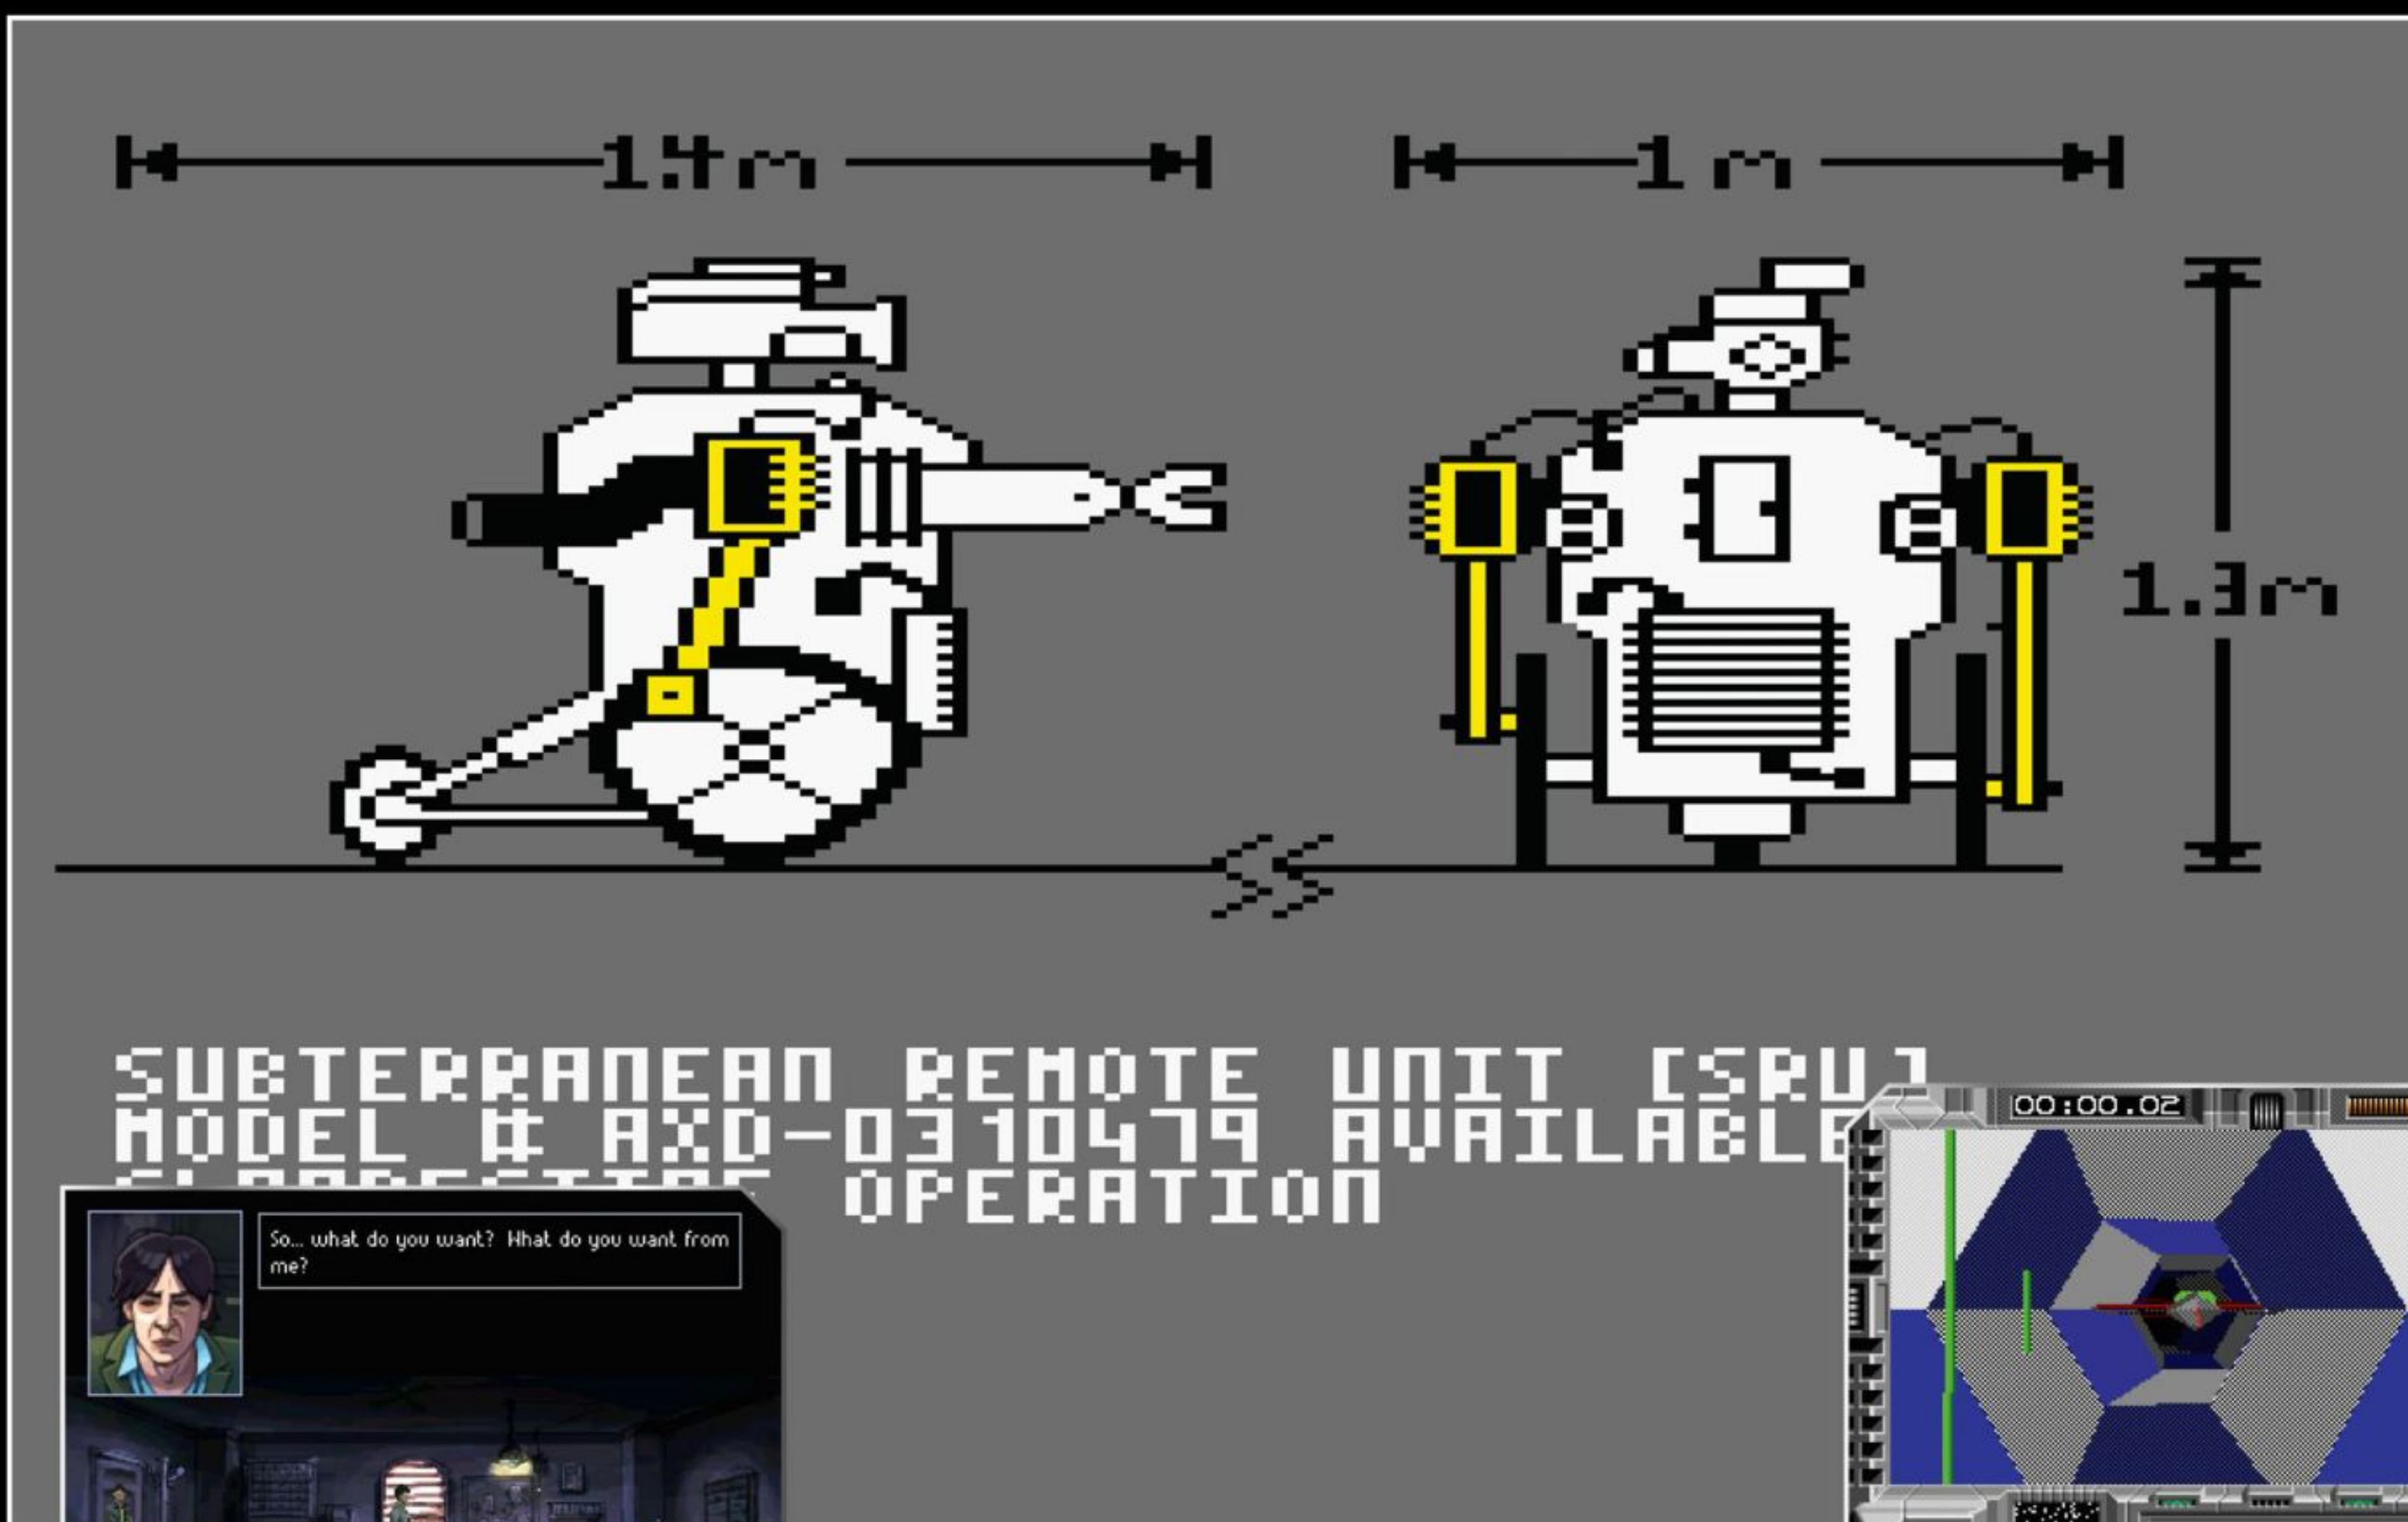 1.4m
1 m
1.3m
SUBTERRANEAN REMOTE UNIT [SRU]
MODEL # AXD-0310479 AVAILABLE
OPERATION
00:00.02
So... what do you want? What do you want from
me?